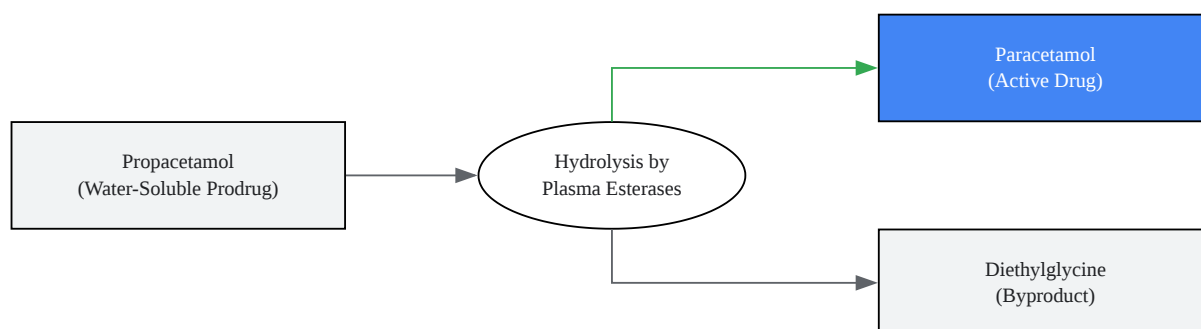 Propacetamol
(Water-Soluble Prodrug)
Hydrolysis by
Plasma Esterases
Paracetamol
(Active Drug)
Diethylglycine
(Byproduct)